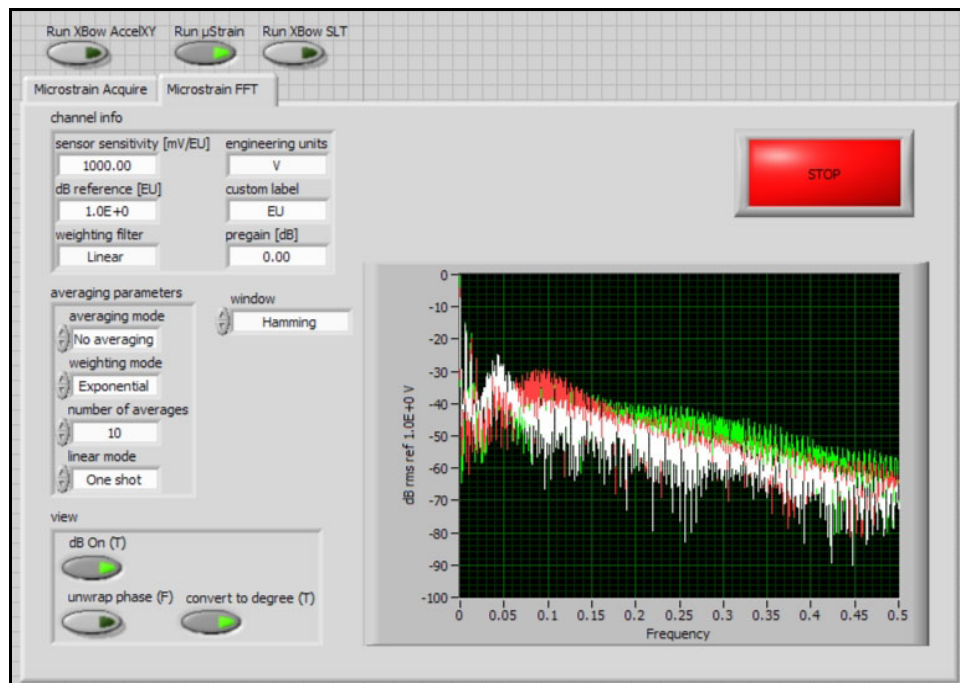 Run XBow AccelXY Run µStrain Run XBow SLT
Microstrain Acquire Microstrain FFT
channel info
sensor sensitivity [mV/EU] engineering units
1000.00 V
dB reference [EU] custom label
1.0E+0 EU
weighting filter pregain [dB]
Linear 0.00
STOP
averaging parameters
averaging mode
No averaging
weighting mode
Exponential
number of averages
10
linear mode
One shot
window
Hamming
view
dB On (T)
unwrap phase (F) convert to degree (T)
dB rms ref 1.0E+0 V
0
-10
-20
-30
-40
-50
-60
-70
-80
-90
-100
0 0.05 0.1 0.15 0.2 0.25 0.3 0.35 0.4 0.45 0.5
Frequency